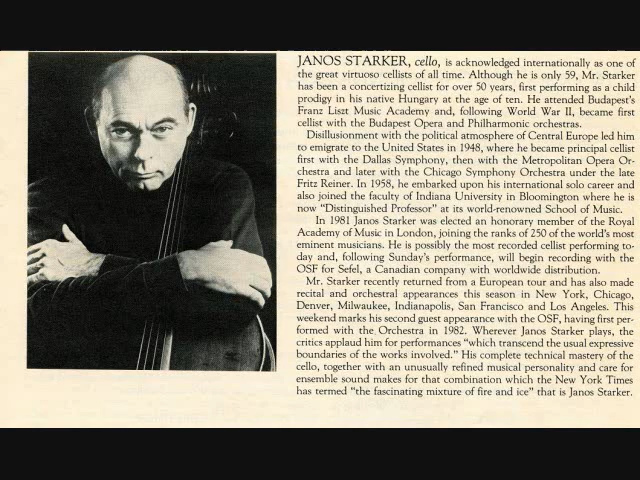 JANOS STARKER, cello, is acknowledged internationally as one of
the great virtuoso cellists of all time. Although he is only 59, Mr. Starker
has been a concertizing cellist for over 50 years, first performing as a child
prodigy in his native Hungary at the age of ten. He attended Budapest's
Franz Liszt Music Academy and, following World War II, became first
cellist with the Budapest Opera and Philharmonic orchestras.
Disillusionment with the political atmosphere of Central Europe led him
to emigrate to the United States in 1948, where he became principal cellist
first with the Dallas Symphony, then with the Metropolitan Opera Or-
chestra and later with the Chicago Symphony Orchestra under the late
Fritz Reiner. In 1958, he embarked upon his international solo career and
also joined the faculty of Indiana University in Bloomington where he is
now "Distinguished Professor" at its world-renowned School of Music.
In 1981 Janos Starker was elected an honorary member of the Royal
Academy of Music in London, joining the ranks of 250 of the world's most
eminent musicians. He is possibly the most recorded cellist performing to-
day and, following Sunday's performance, will begin recording with the
OSF for Sefel, a Canadian company with worldwide distribution.
Mr. Starker recently returned from a European tour and has also made
recital and orchestral appearances this season in New York, Chicago,
Denver, Milwaukee, Indianapolis, San Francisco and Los Angeles. This
weekend marks his second guest appearance with the OSF, having first per-
formed with the Orchestra in 1982. Wherever Janos Starker plays, the
critics applaud him for performances "which transcend the usual expressive
boundaries of the works involved." His complete technical mastery of the
cello, together with an unusually refined musical personality and care for
ensemble sound makes for that combination which the New York Times
has termed "the fascinating mixture of fire and ice" that is Janos Starker.